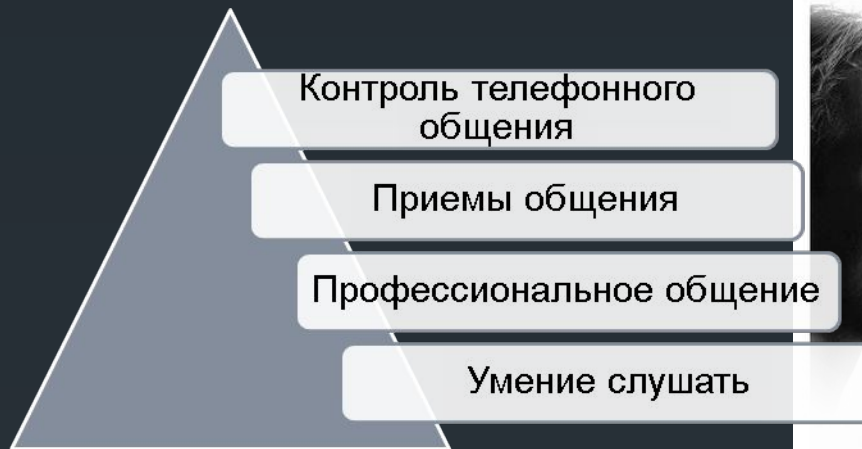 Контроль телефонного
общения
Приемы общения
Профессиональное общение
Умение слушать